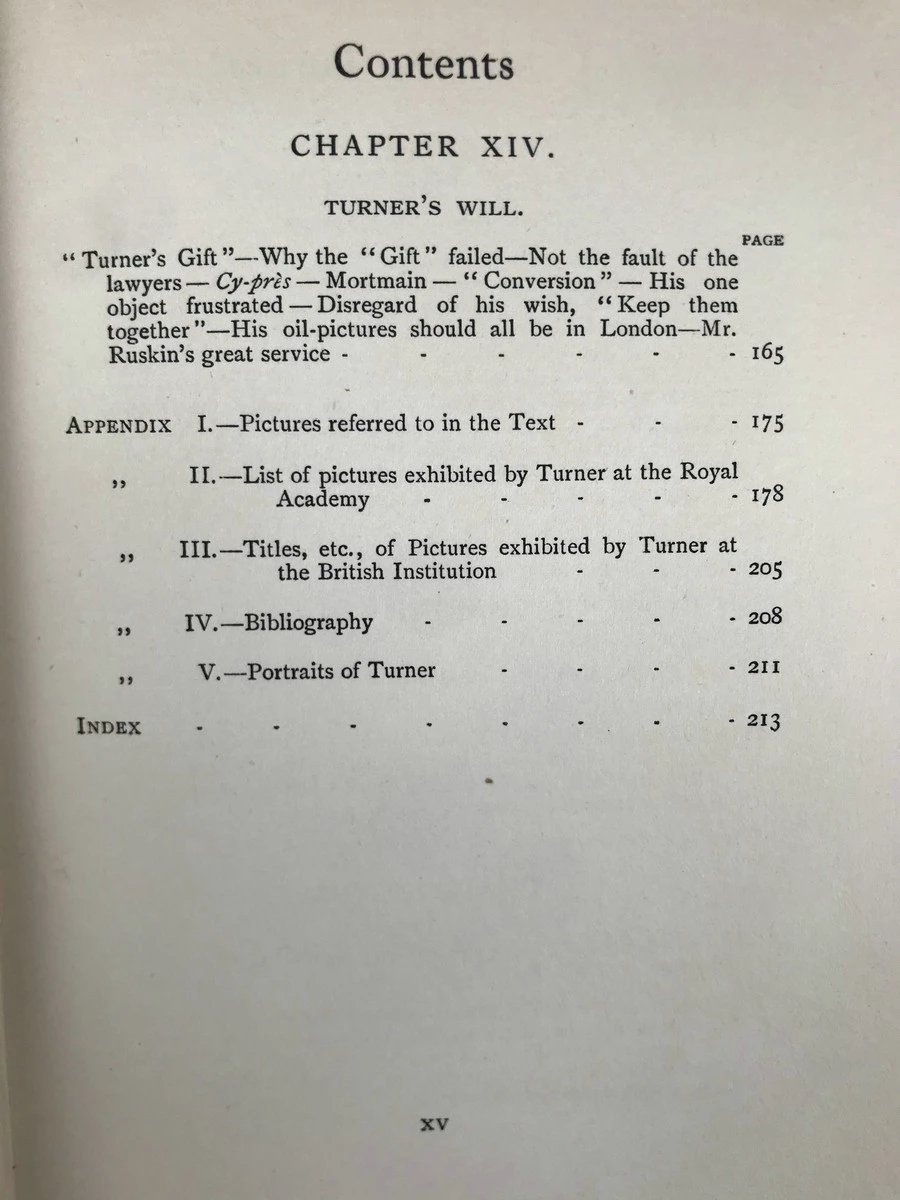 Contents
CHAPTER XIV.
TURNER'S WILL.
PAGE
“Turner's Gift”—Why the “Gift” failed—Not the fault of the
lawyers—Cy-près—Mortmain—“Conversion”—His one
object frustrated—Disregard of his wish, “Keep them
together”—His oil-pictures should all be in London—Mr.
Ruskin's great service - - - - - - 165
APPENDIX I.—Pictures referred to in the Text - - - 175
„ II.—List of pictures exhibited by Turner at the Royal
Academy - - - - - 178
„ III.—Titles, etc., of Pictures exhibited by Turner at
the British Institution - - - 205
„ IV.—Bibliography - - - - - 208
„ V.—Portraits of Turner - - - - 211
INDEX - - - - - - - - 213
XV